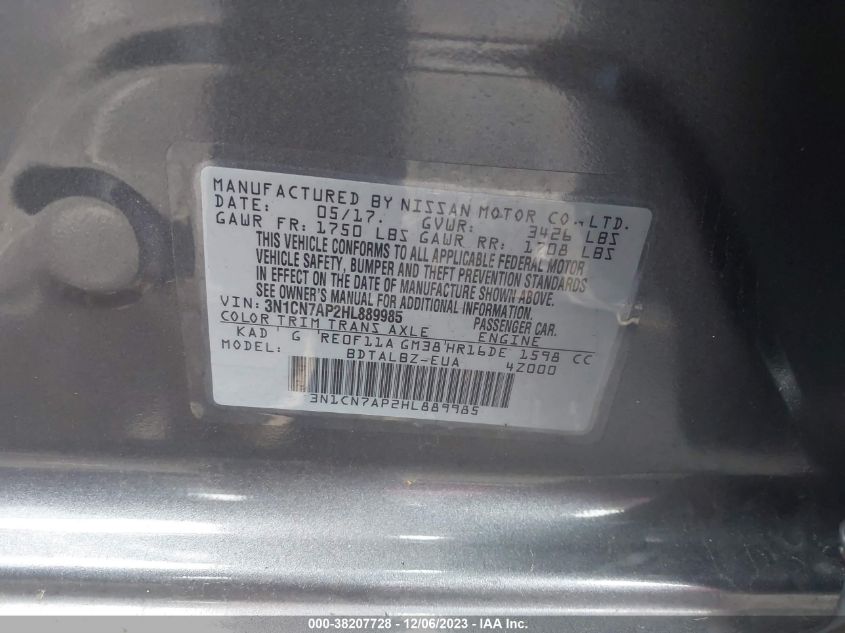 MANUFACTURED BY NISSAN MOTOR CO., LTD.
DATE: 05/17. GVWR: 3426 LBS
GAWR FR: 1750 LBS GAWR RR: 1708 LBS
THIS VEHICLE CONFORMS TO ALL APPLICABLE FEDERAL MOTOR
VEHICLE SAFETY, BUMPER AND THEFT PREVENTION STANDARDS
IN EFFECT ON THE DATE OF MANUFACTURE SHOWN ABOVE.
SEE OWNER'S MANUAL FOR ADDITIONAL INFORMATION.
VIN: 3N1CN7AP2HL889985 PASSENGER CAR.
COLOR TRIM TRANS AXLE ENGINE
KAD G RE0F11A GM38 HR16DE 1598 CC
MODEL: BDTALBZ-EUA 4Z000
3N1CN7AP2HL889985
000-38207728 - 12/06/2023 - © COPYRIGHT IAA, Inc.